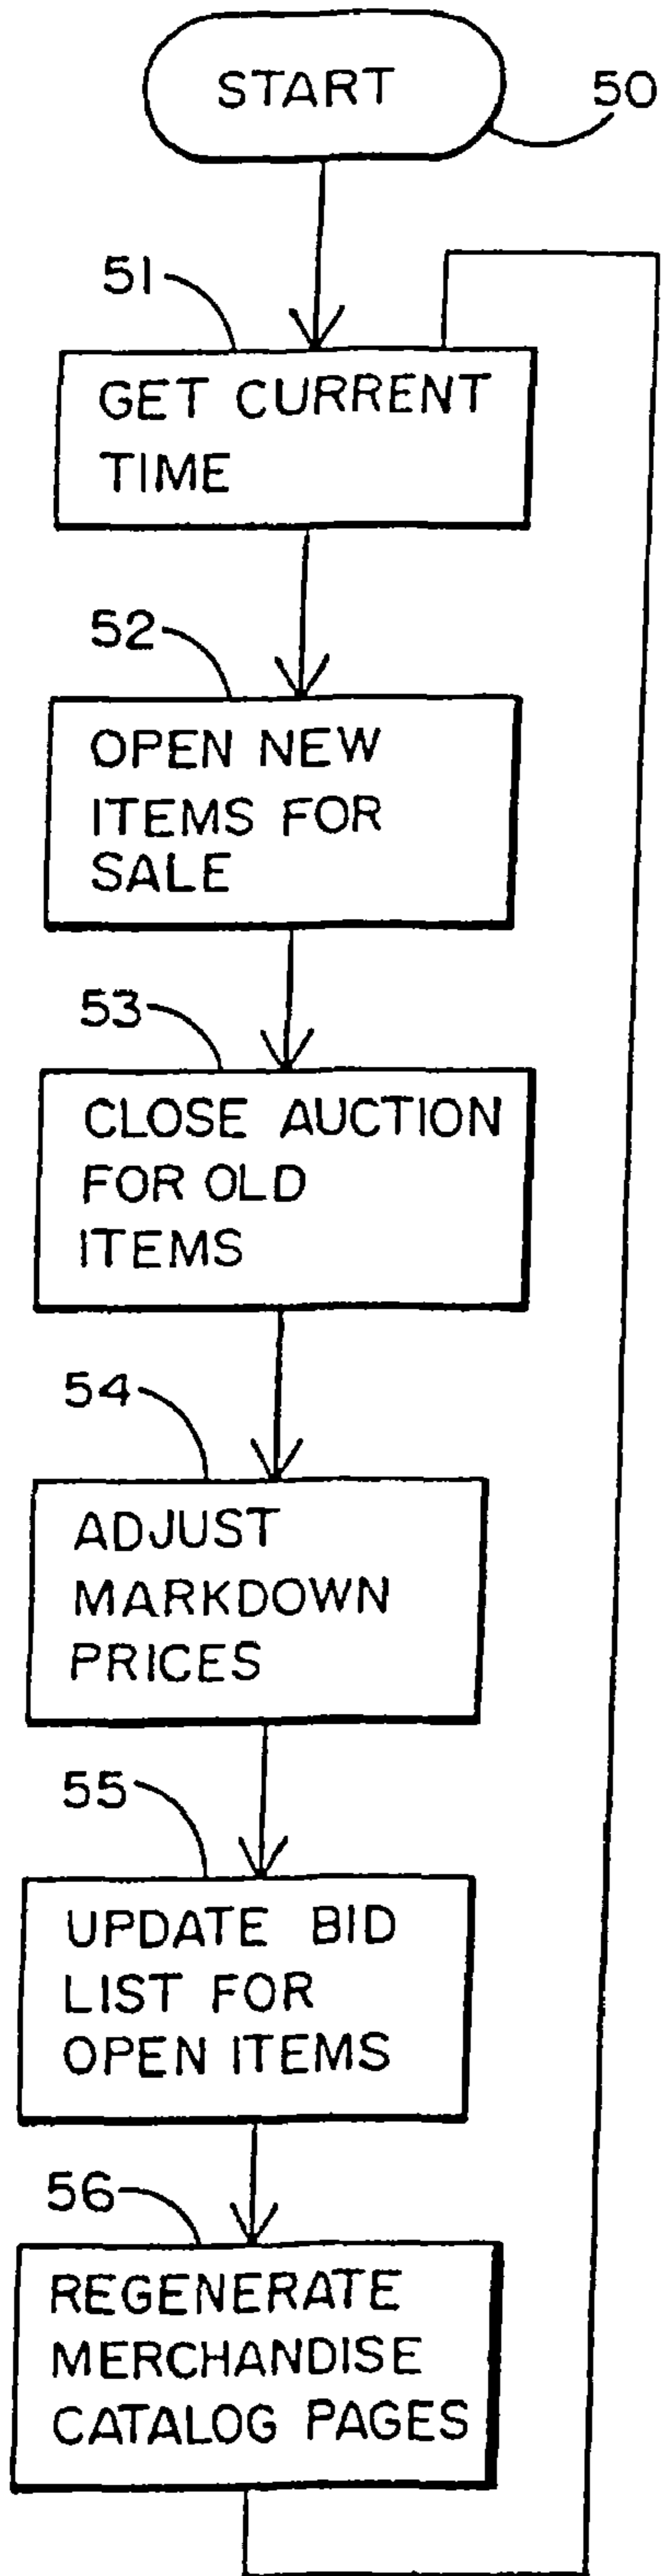 START
50
51
GET CURRENT
TIME
52
OPEN NEW
ITEMS FOR
SALE
53
CLOSE AUCTION
FOR OLD
ITEMS
54
ADJUST
MARKDOWN
PRICES
55
UPDATE BID
LIST FOR
OPEN ITEMS
56
REGENERATE
MERCHANDISE
CATALOG PAGES